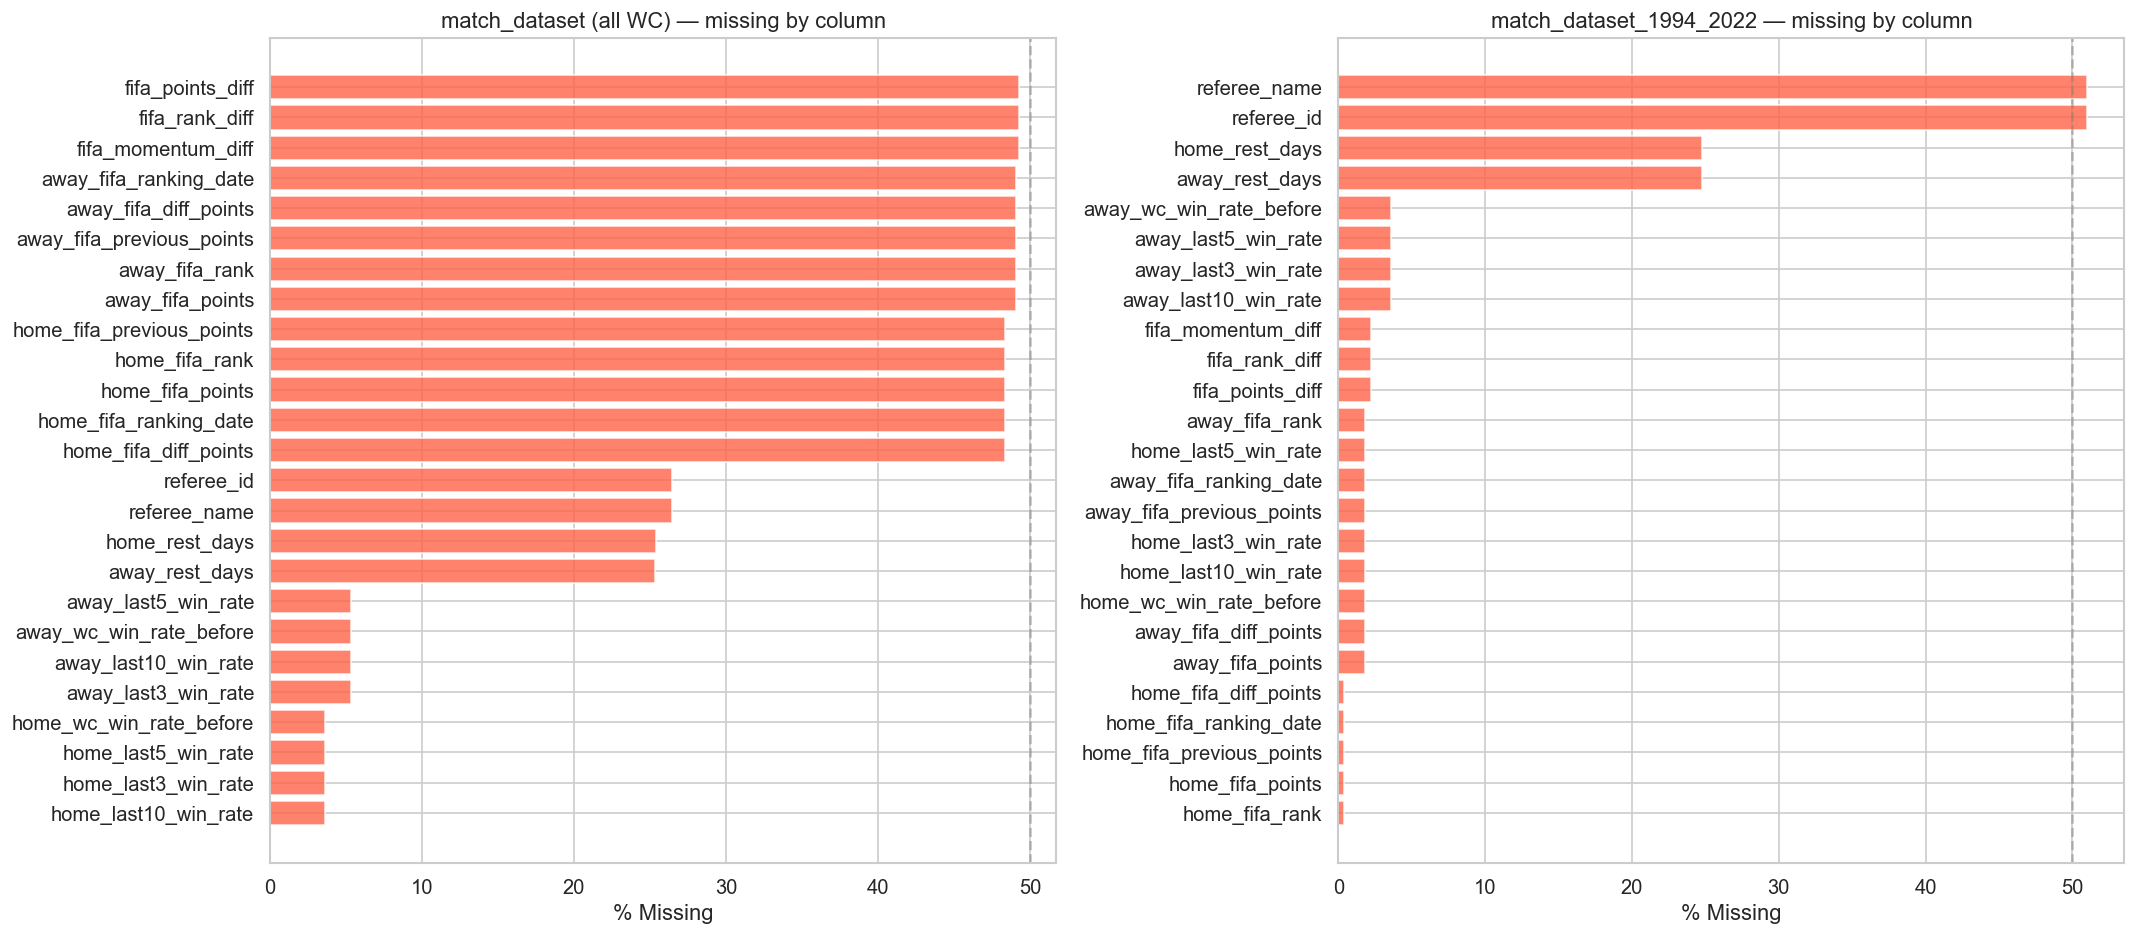 match_dataset (all WC) — missing by column
fifa_points_diff
fifa_rank_diff
fifa_momentum_diff
away_fifa_ranking_date
away_fifa_diff_points
away_fifa_previous_points
away_fifa_rank
away_fifa_points
home_fifa_previous_points
home_fifa_rank
home_fifa_points
home_fifa_ranking_date
home_fifa_diff_points
referee_id
referee_name
home_rest_days
away_rest_days
away_last5_win_rate
away_wc_win_rate_before
away_last10_win_rate
away_last3_win_rate
home_wc_win_rate_before
home_last5_win_rate
home_last3_win_rate
home_last10_win_rate
0 10 20 30 40 50
% Missing
match_dataset_1994_2022 — missing by column
referee_name
referee_id
home_rest_days
away_rest_days
away_wc_win_rate_before
away_last5_win_rate
away_last3_win_rate
away_last10_win_rate
fifa_momentum_diff
fifa_rank_diff
fifa_points_diff
away_fifa_rank
home_last5_win_rate
away_fifa_ranking_date
away_fifa_previous_points
home_last3_win_rate
home_last10_win_rate
home_wc_win_rate_before
away_fifa_diff_points
away_fifa_points
home_fifa_diff_points
home_fifa_ranking_date
home_fifa_previous_points
home_fifa_points
home_fifa_rank
0 10 20 30 40 50
% Missing